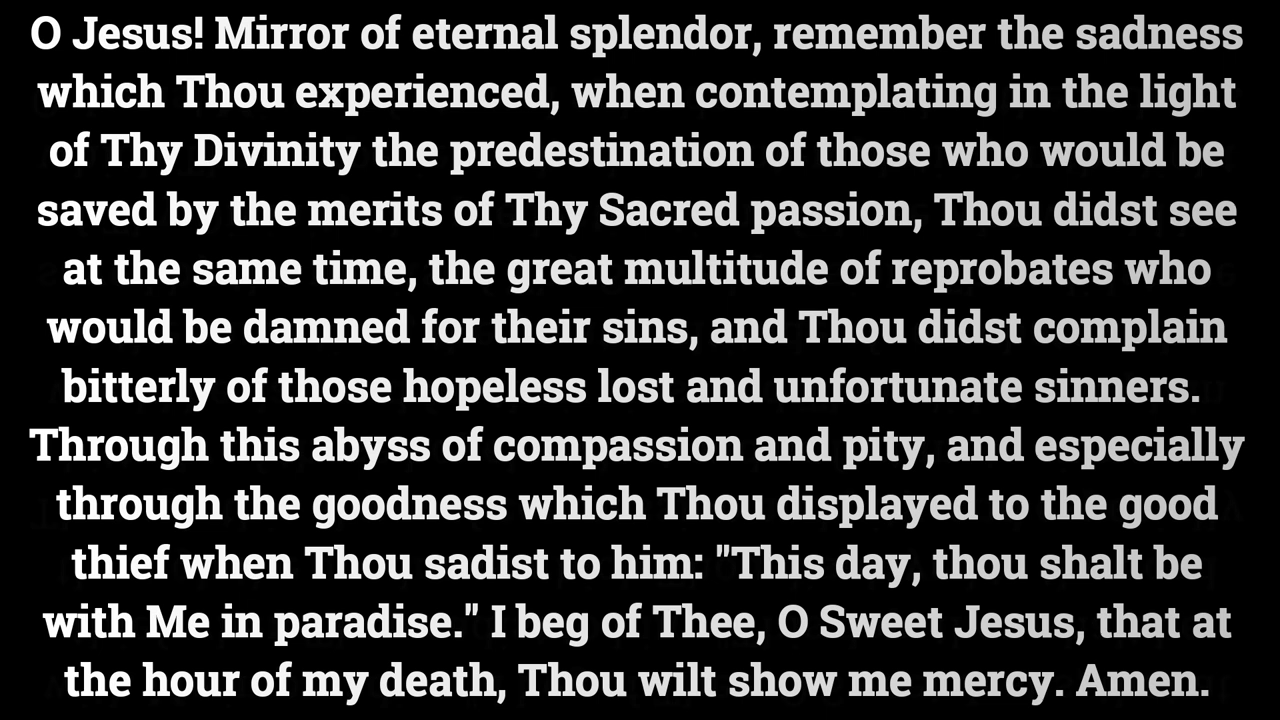 O Jesus! Mirror of eternal splendor, remember the sadness
which Thou experienced, when contemplating in the light
of Thy Divinity the predestination of those who would be
saved by the merits of Thy Sacred passion, Thou didst see
at the same time, the great multitude of reprobates who
would be damned for their sins, and Thou didst complain
bitterly of those hopeless lost and unfortunate sinners.
Through this abyss of compassion and pity, and especially
through the goodness which Thou displayed to the good
thief when Thou sadist to him: "This day, thou shalt be
with Me in paradise." I beg of Thee, O Sweet Jesus, that at
the hour of my death, Thou wilt show me mercy. Amen.